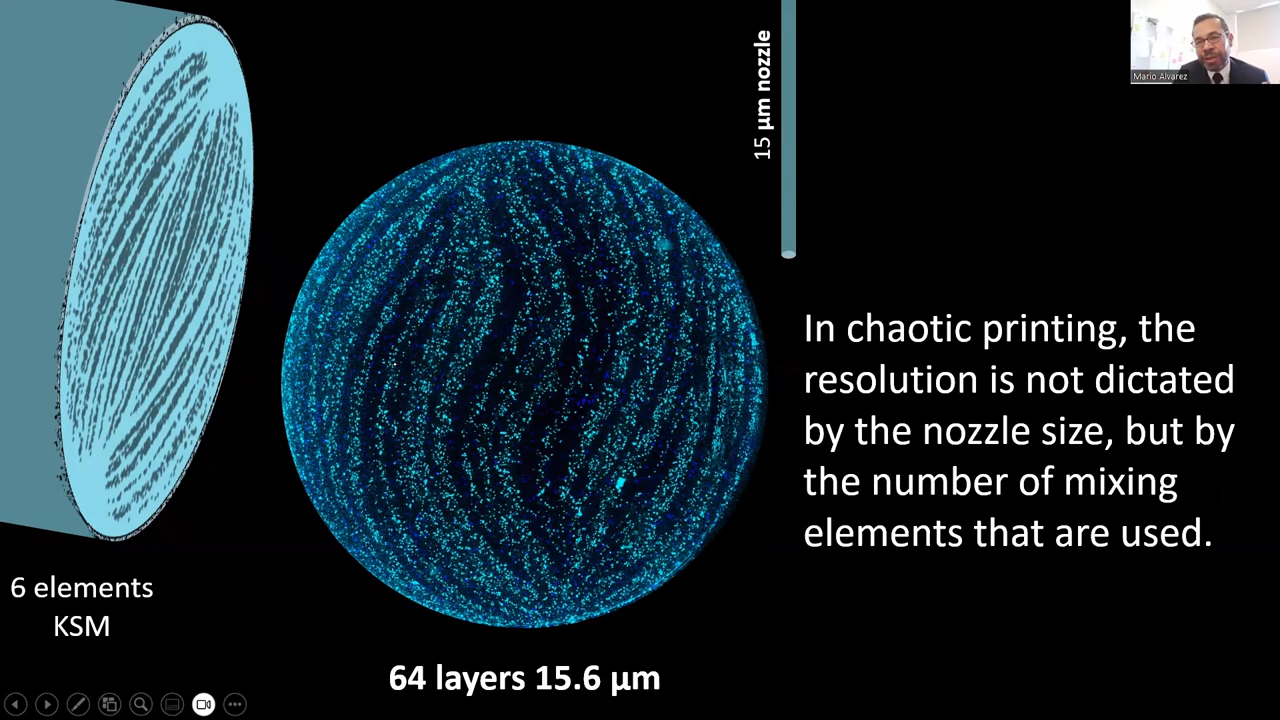 15 µm nozzle
Mario Alvarez
In chaotic printing, the
resolution is not dictated
by the nozzle size, but by
the number of mixing
elements that are used.
6 elements
KSM
64 layers 15.6 µm